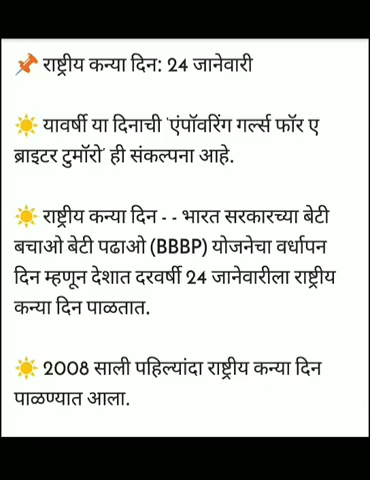 📌 राष्ट्रीय कन्या दिन: 24 जानेवारी
☀️ यावर्षी या दिनाची 'एंपॉवरिंग गर्ल्स फॉर ए
ब्राइटर टुमॉरो' ही संकल्पना आहे.
☀️ राष्ट्रीय कन्या दिन - - भारत सरकारच्या बेटी
बचाओ बेटी पढाओ (BBBP) योजनेचा वर्धापन
दिन म्हणून देशात दरवर्षी 24 जानेवारीला राष्ट्रीय
कन्या दिन पाळतात.
☀️ 2008 साली पहिल्यांदा राष्ट्रीय कन्या दिन
पाळण्यात आला.